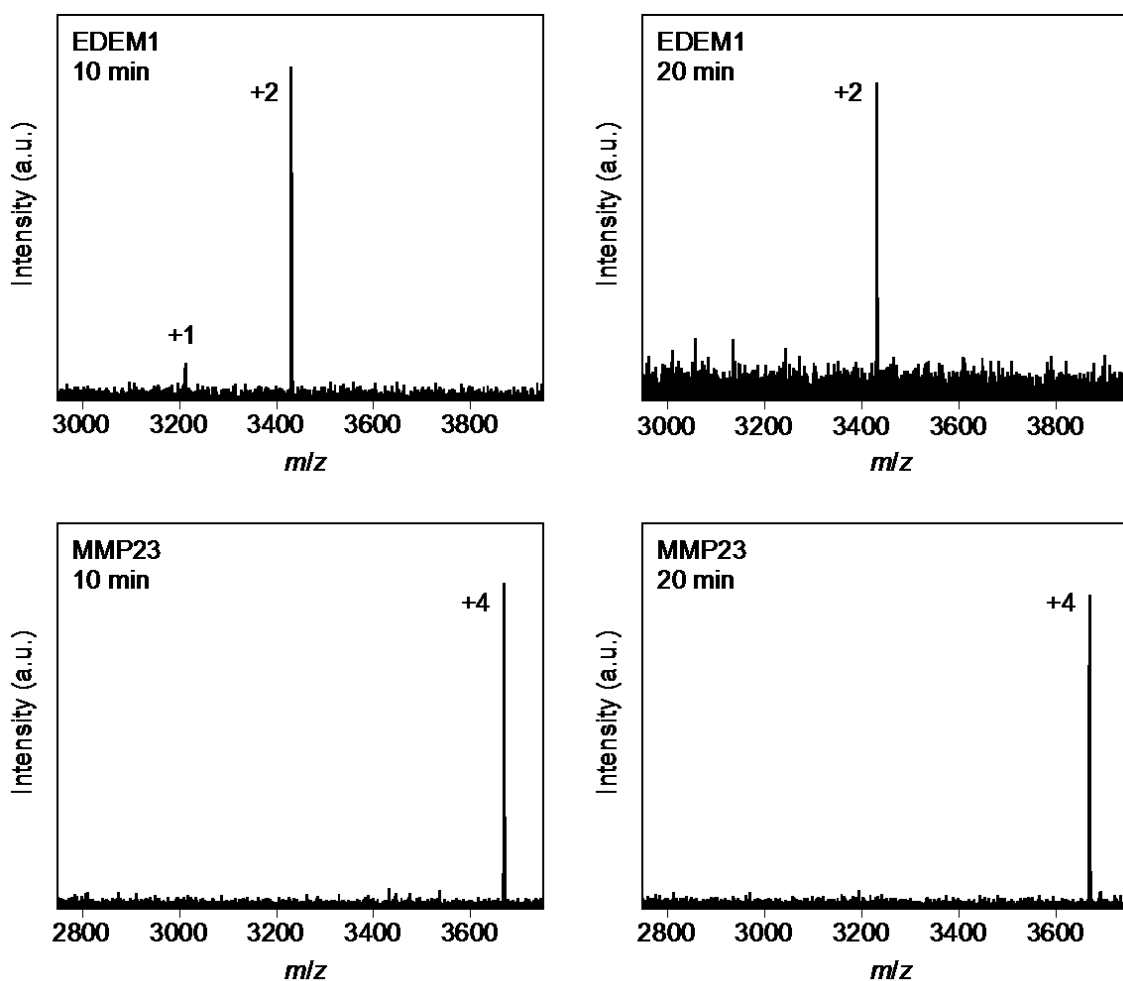 EDEM1
10 min
+2
+1
Intensity (a.u.)
3000 3200 3400 3600 3800
m/z
EDEM1
20 min
+2
Intensity (a.u.)
3000 3200 3400 3600 3800
m/z
MMP23
10 min
+4
Intensity (a.u.)
2800 3000 3200 3400 3600
m/z
MMP23
20 min
+4
Intensity (a.u.)
2800 3000 3200 3400 3600
m/z